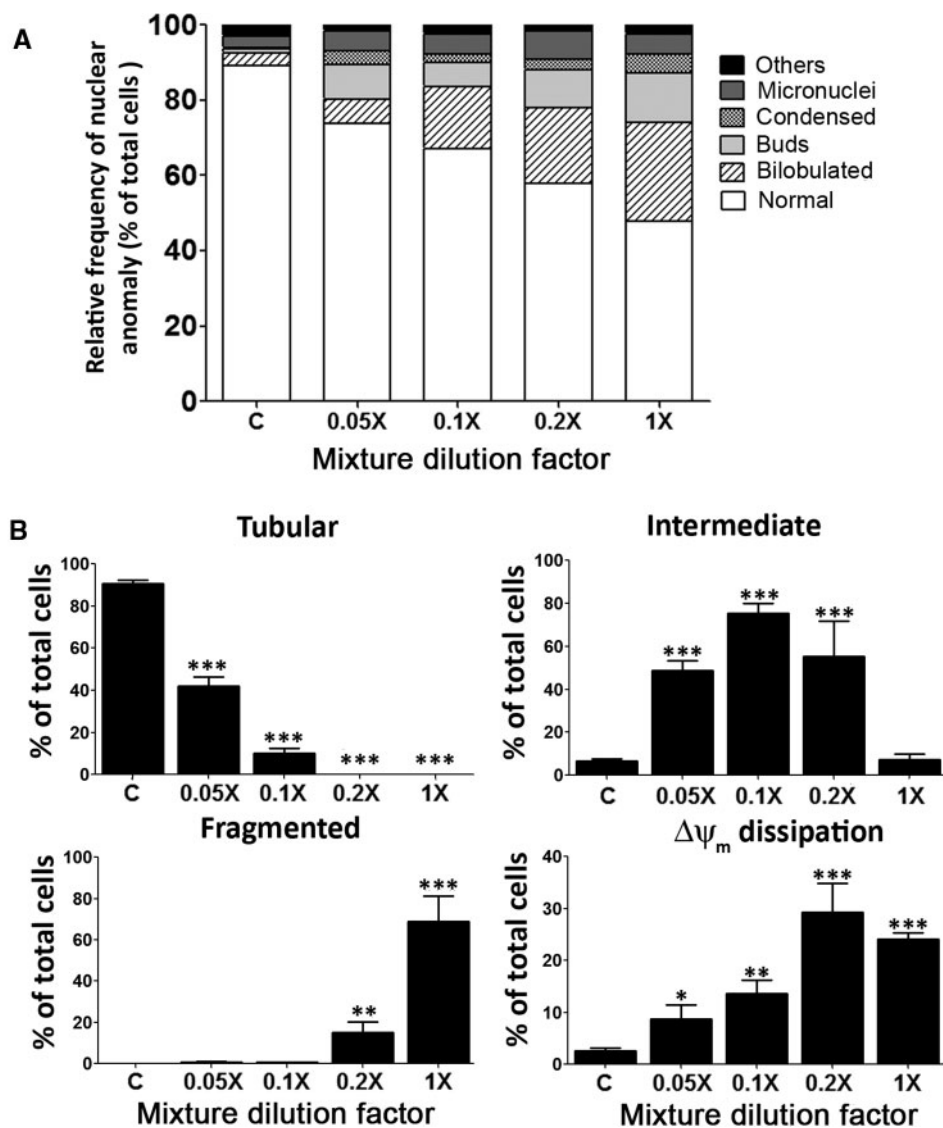 A
Relative frequency of nuclear
anomaly (% of total cells )
100
80
60
40
20
0
C 0.05X 0.1X 0.2X 1X
Mixture dilution factor
Others
Micronuclei
Condensed
Buds
Bilobulated
Normal
B
Tubular
% of total cells
100
80
60
40
20
0
*** *** *** ***
C 0.05X 0.1X 0.2X 1X
Intermediate
% of total cells
100
80
60
40
20
0
*** *** ***
C 0.05X 0.1X 0.2X 1X
Fragmented
% of total cells
100
80
60
40
20
0
** ***
C 0.05X 0.1X 0.2X 1X
Mixture dilution factor
Δψm dissipation
% of total cells
40
30
20
10
0
* ** *** ***
C 0.05X 0.1X 0.2X 1X
Mixture dilution factor